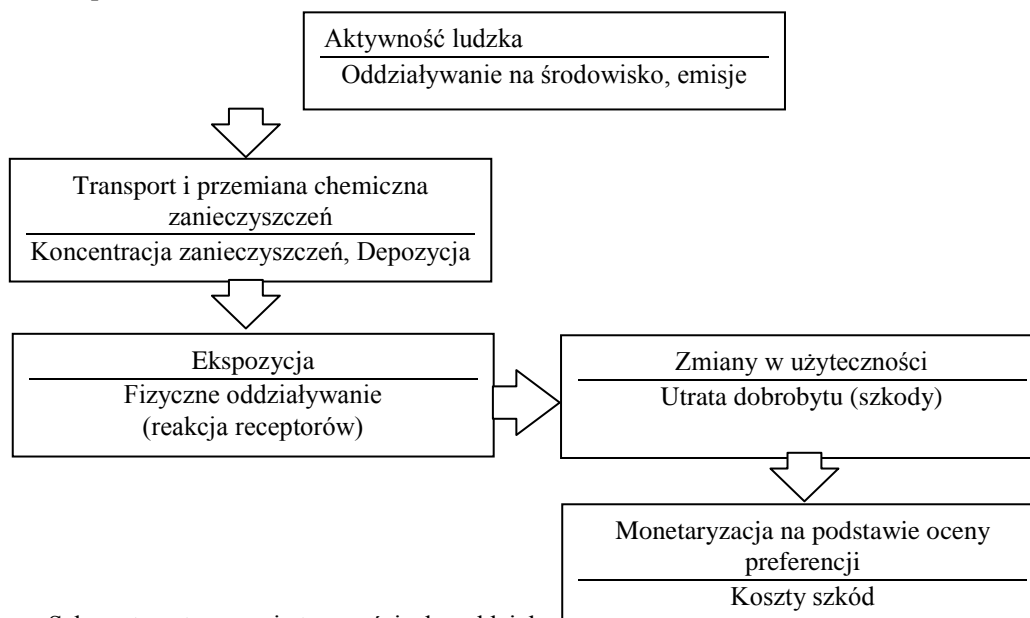 Aktywność ludzka
Oddziaływanie na środowisko, emisje
Transport i przemiana chemiczna
zanieczyszczeń
Koncentracja zanieczyszczeń, Depozycja
Ekspozycja
Fizyczne oddziaływanie
(reakcja receptorów)
Zmiany w użyteczności
Utrata dobrobytu (szkody)
Monetaryzacja na podstawie oceny
preferencji
Koszty szkód